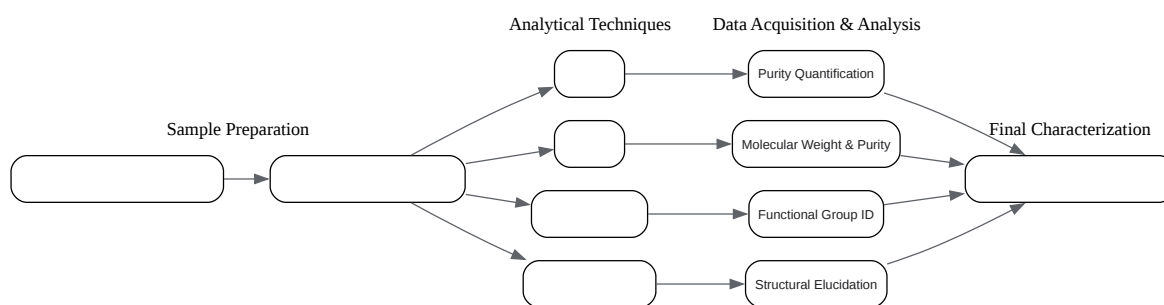 Analytical Techniques
Data Acquisition & Analysis
Purity Quantification
Sample Preparation
Final Characterization
Molecular Weight & Purity
Functional Group ID
Structural Elucidation